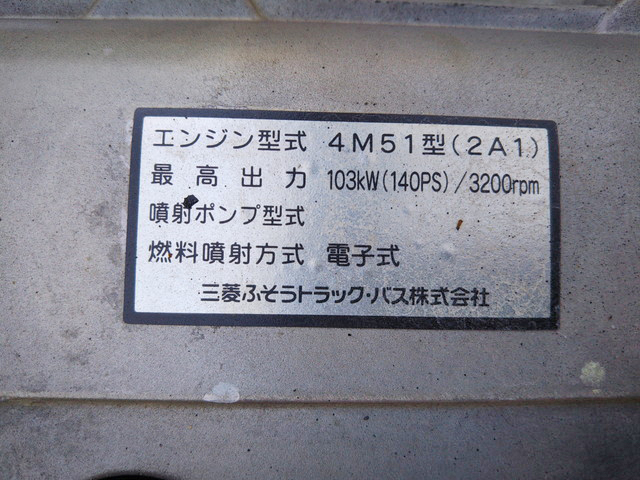 エンジン型式 4M51型(2A1)
最高出力 103kW(140PS)/3200rpm
噴射ポンプ型式
燃料噴射方式 電子式
三菱ふそうトラック・バス株式会社